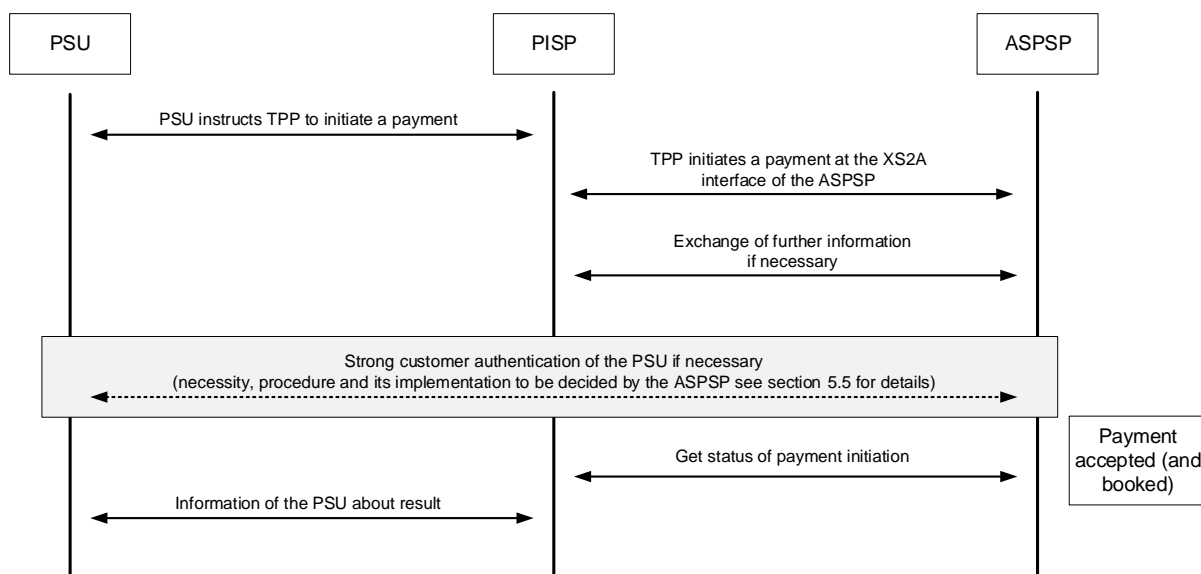 PSU
PISP
ASPSP
PSU instructs TPP to initiate a payment
TPP initiates a payment at the XS2A
interface of the ASPSP
Exchange of further information
if necessary
Strong customer authentication of the PSU if necessary
(necessity, procedure and its implementation to be decided by the ASPSP see section 5.5 for details)
Payment
accepted (and
booked)
Get status of payment initiation
Information of the PSU about result